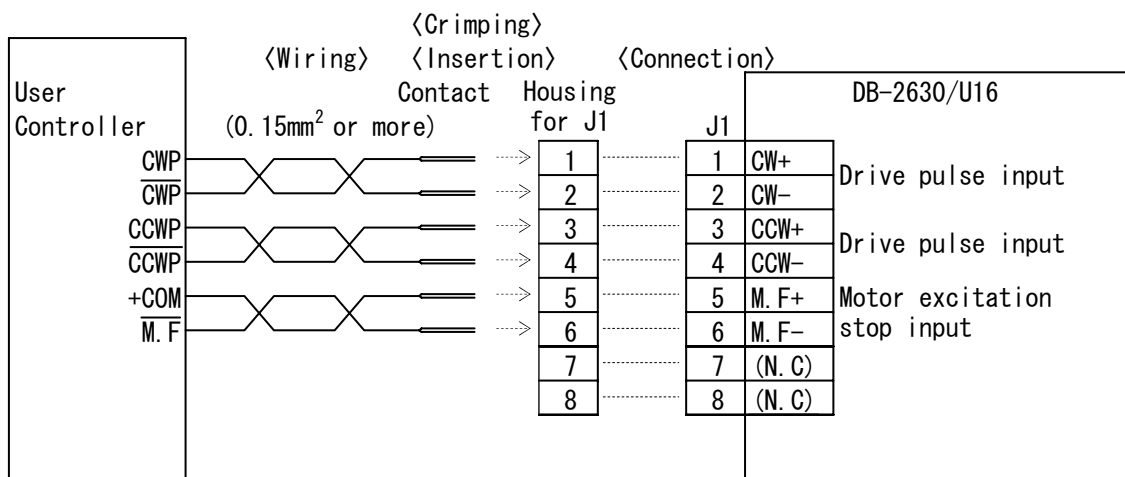 〈Crimping〉
〈Wiring〉 〈Insertion〉 〈Connection〉
User Contact Housing DB-2630/U16
Controller (0.15mm² or more) for J1 J1
CWP 1 1 CW+ Drive pulse input
C̅W̅P̅ 2 2 CW-
CCWP 3 3 CCW+ Drive pulse input
C̅C̅W̅P̅ 4 4 CCW-
+COM 5 5 M.F+ Motor excitation
M̅.̅F̅ 6 6 M.F- stop input
7 7 (N.C)
8 8 (N.C)